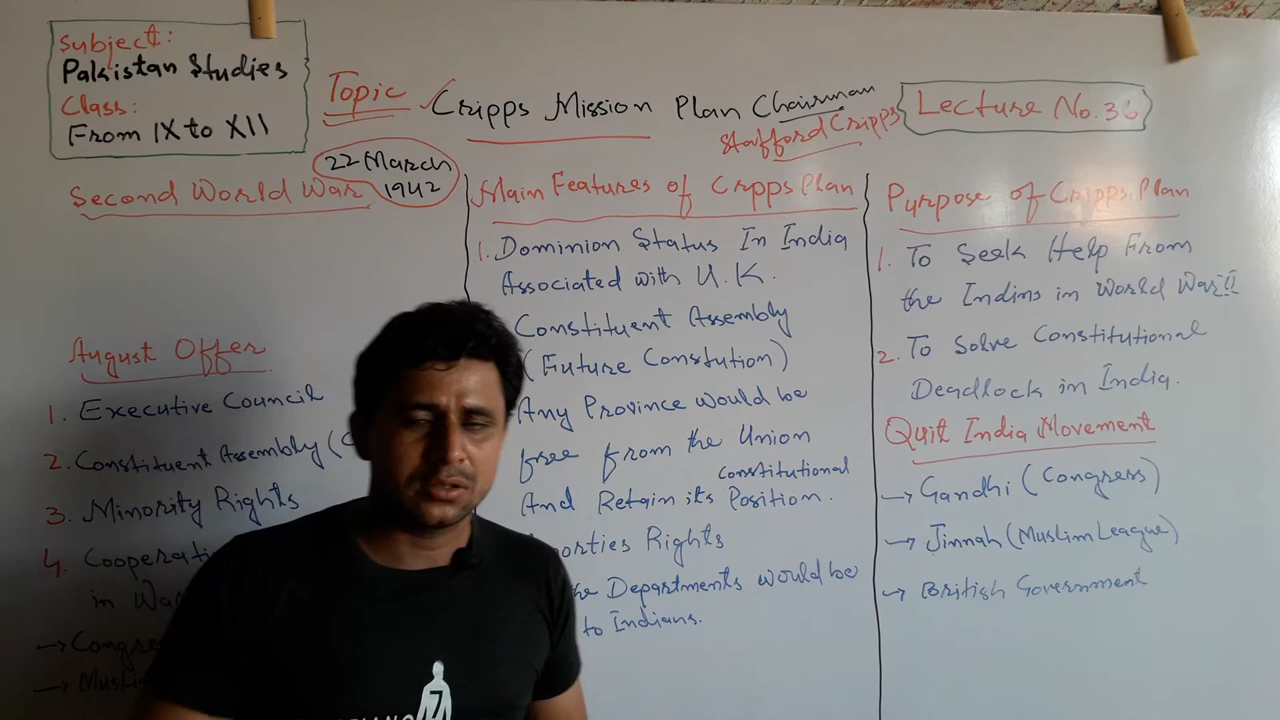 Subject:
Pakistan Studies
Class:
From IX to XII
Topic Cripps Mission Plan Chairman
Stafford Cripps
Lecture No.36
22 March
1942
Second World War
August Offer
1. Executive Council
2. Constituent Assembly (
3. Minority Rights
4.
in
→
→
Main Features of Cripps Plan
1. Dominion Status In India
Associated with U.K.
Constituent Assembly
(Future Constution)
Any Province would be
free from the Union
constitutional
And Retain its Position.
Rights
Departments would be
to Indians.
Purpose of Cripps Plan
1. To Seek Help From
the Indins in World War II
2. To Solve Constitutional
Deadlock in India.
Quit India Movement
→ Gandhi (Congress)
→ Jinnah (Muslim League)
→ British Government
7